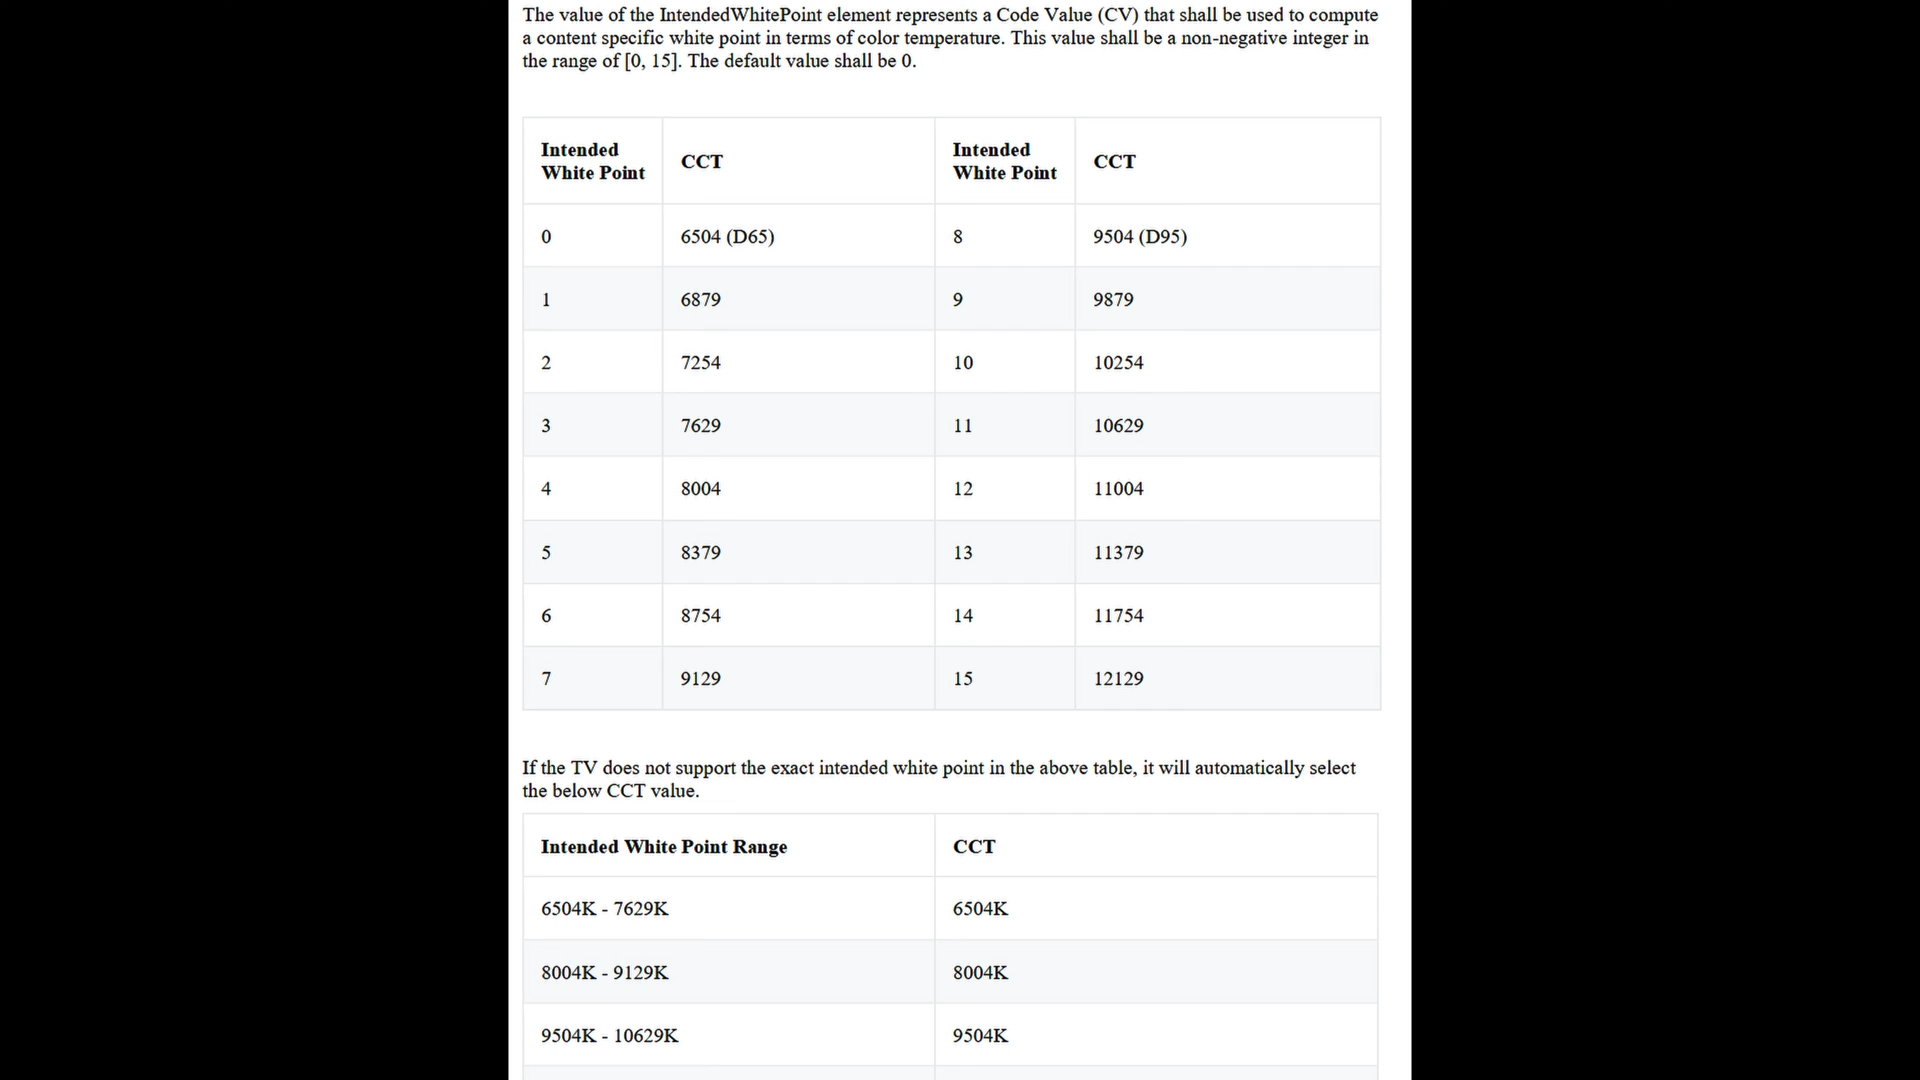 The value of the IntendedWhitePoint element represents a Code Value (CV) that shall be used to compute
a content specific white point in terms of color temperature. This value shall be a non-negative integer in
the range of [0, 15]. The default value shall be 0.
Intended White Point CCT Intended White Point CCT
0 6504 (D65) 8 9504 (D95)
1 6879 9 9879
2 7254 10 10254
3 7629 11 10629
4 8004 12 11004
5 8379 13 11379
6 8754 14 11754
7 9129 15 12129
If the TV does not support the exact intended white point in the above table, it will automatically select
the below CCT value.
Intended White Point Range CCT
6504K - 7629K 6504K
8004K - 9129K 8004K
9504K - 10629K 9504K